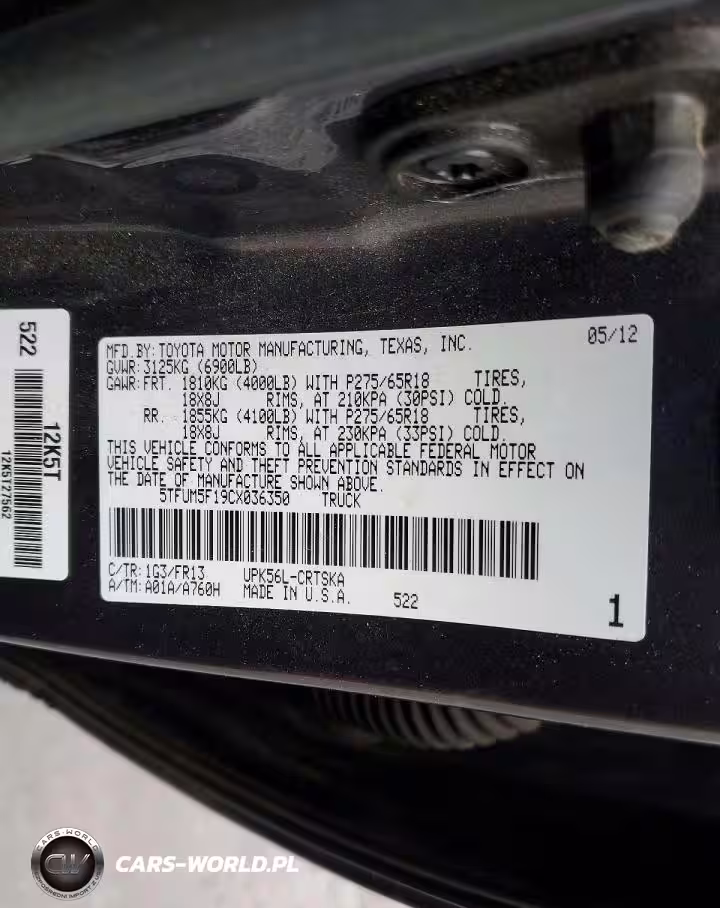 522
12K5T
12K5T27562
MFD.BY:TOYOTA MOTOR MANUFACTURING, TEXAS, INC. 05/12
GVWR:3125KG (6900LB)
GAWR:FRT. 1810KG (4000LB) WITH P275/65R18 TIRES,
18X8J RIMS, AT 210KPA (30PSI) COLD.
RR. 1855KG (4100LB) WITH P275/65R18 TIRES,
18X8J RIMS, AT 230KPA (33PSI) COLD.
THIS VEHICLE CONFORMS TO ALL APPLICABLE FEDERAL MOTOR
VEHICLE SAFETY AND THEFT PREVENTION STANDARDS IN EFFECT ON
THE DATE OF MANUFACTURE SHOWN ABOVE.
5TFUM5F19CX036350 TRUCK
C/TR:1G3/FR13 UPK56L-CRTSKA
A/TM:A01A/A760H MADE IN U.S.A. 522
1
CARS-WORLD
CW
CARS-WORLD.PL